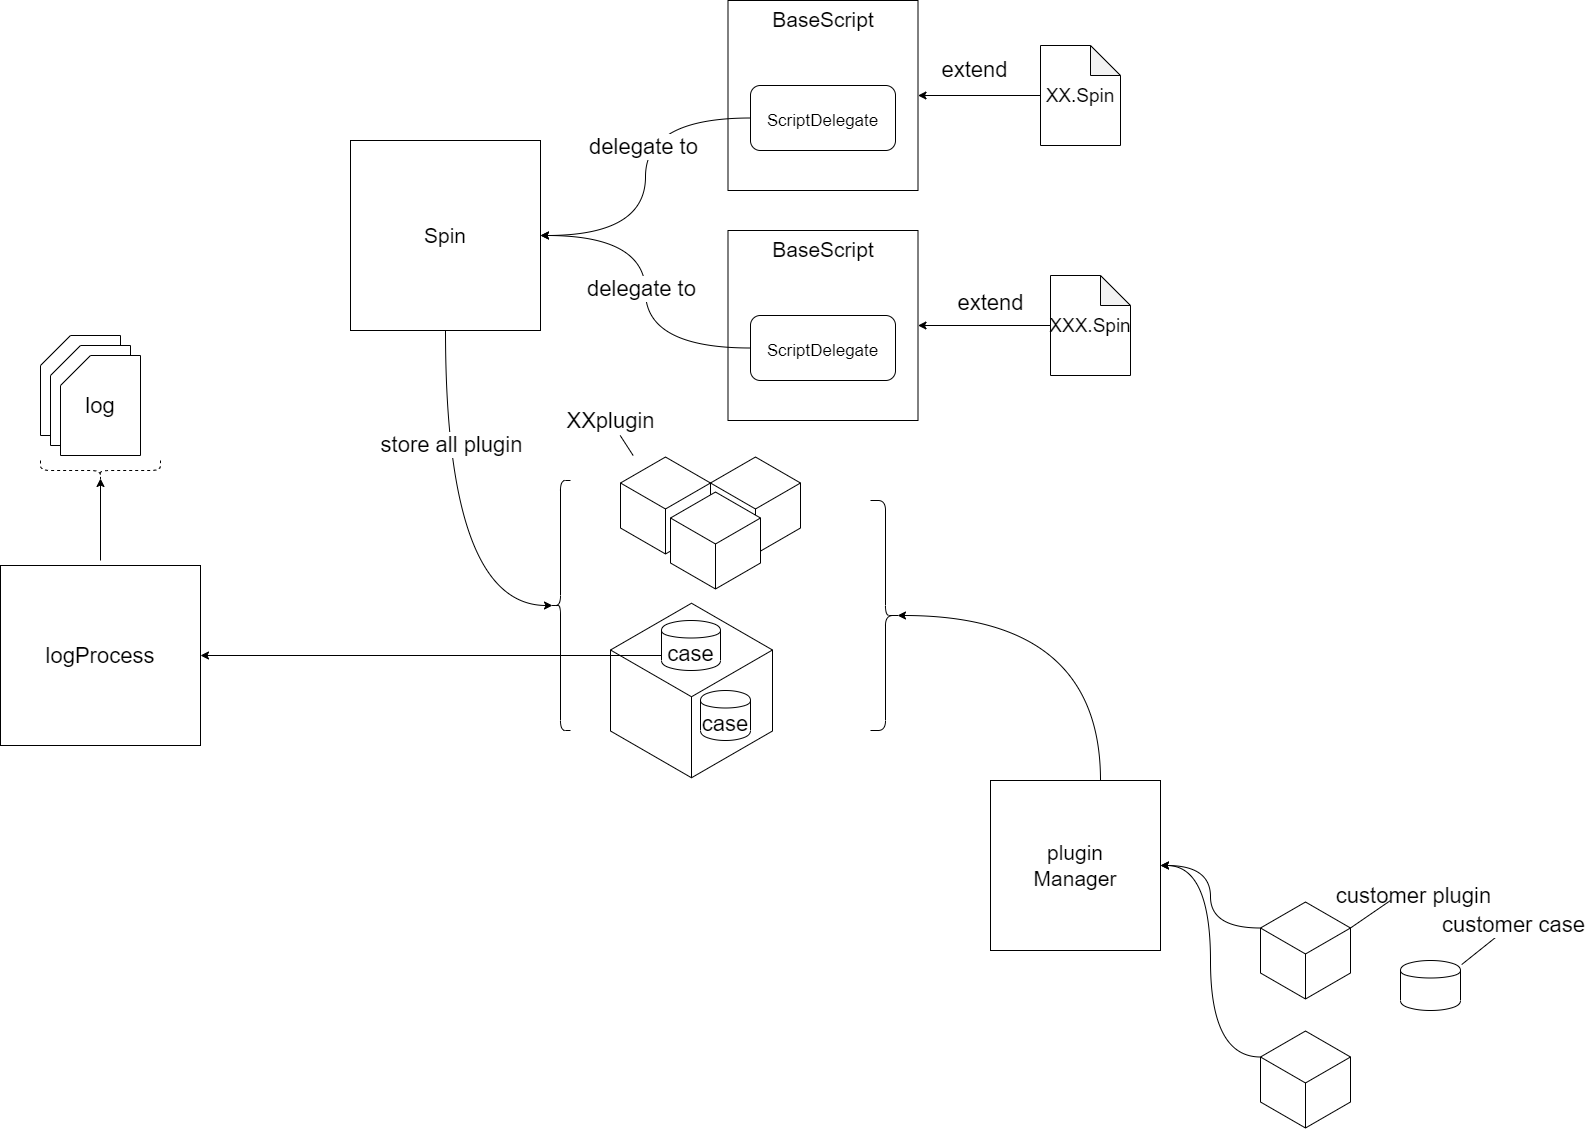 BaseScript
extend
XX.Spin
ScriptDelegate
delegate to
Spin
BaseScript
delegate to
extend
XXX.Spin
ScriptDelegate
log
XXplugin
store all plugin
logProcess
case
case
plugin
Manager
customer plugin
customer case